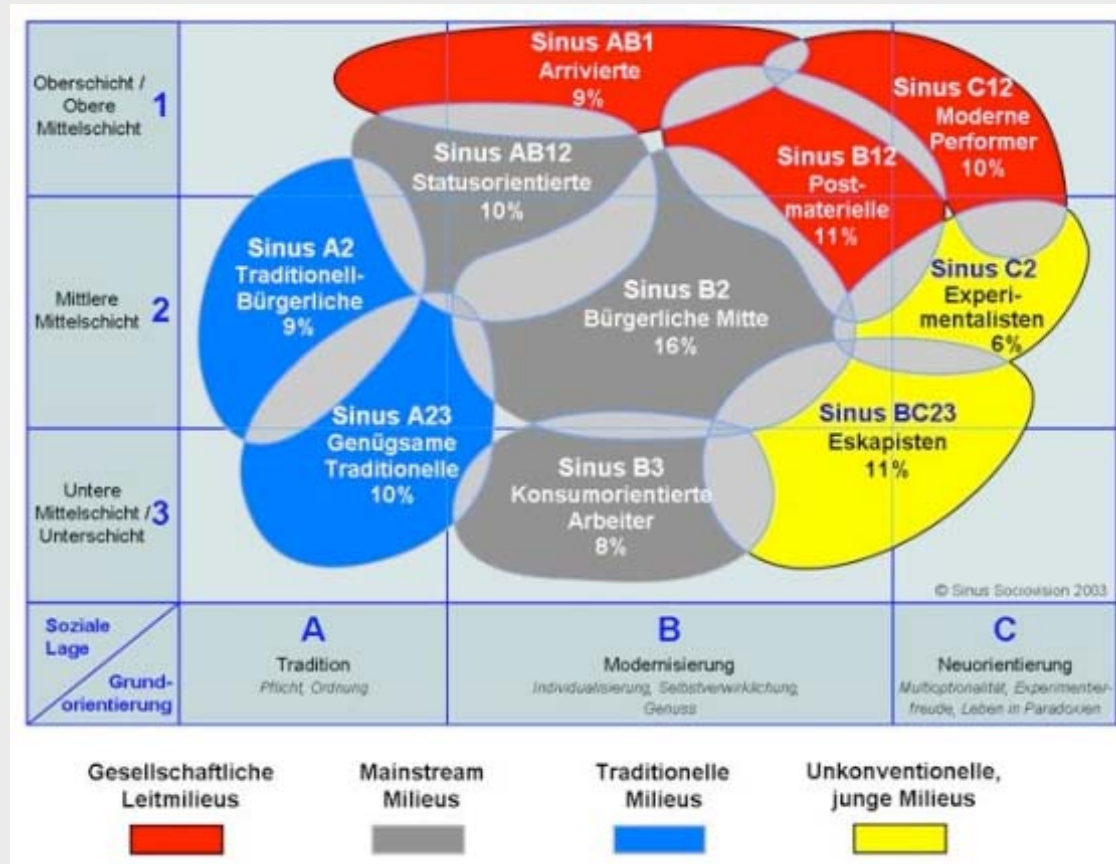 Oberschicht /
Obere
Mittelschicht
1
Sinus AB1
Arrivierte
9%
Sinus C12
Moderne
Performer
10%
Sinus AB12
Statusorientierte
10%
Sinus B12
Post-
materielle
11%
Mittlere
Mittelschicht
2
Sinus A2
Traditionell-
Bürgerliche
9%
Sinus B2
Bürgerliche Mitte
16%
Sinus C2
Experi-
mentalisten
6%
Untere
Mittelschicht /
Unterschicht
3
Sinus A23
Genügsame
Traditionelle
10%
Sinus B3
Konsumorientierte
Arbeiter
8%
Sinus BC23
Eskapisten
11%
© Sinus Sociovision 2003
Soziale
Lage
Grund-
orientierung
A
Tradition
Pflicht, Ordnung
B
Modernisierung
Individualisierung, Selbstverwirklichung,
Genuss
C
Neuorientierung
Multioptionalität, Experimentier-
freude, Leben in Paradoxien
Gesellschaftliche
Leitmilieus
Mainstream
Milieus
Traditionelle
Milieus
Unkonventionelle,
junge Milieus